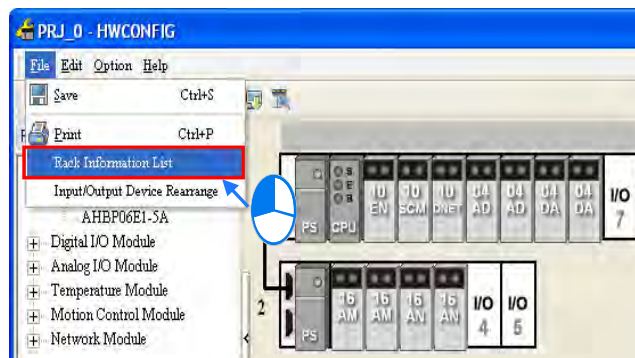 PRJ_0 - HWCONFIG
File Edit Option Help
Save Ctrl+S
Print Ctrl+P
Rack Information List
Input/Output Device Rearrange
AHBP06E1-5A
Digital I/O Module
Analog I/O Module
Temperature Module
Motion Control Module
Network Module
PS CPU 10 EN 10 SCM 10 DNET 04 AD 04 AD 04 DA 04 DA I/O 7
2
PS 16 AM 16 AM 16 AN 16 AN I/O 4 I/O 5